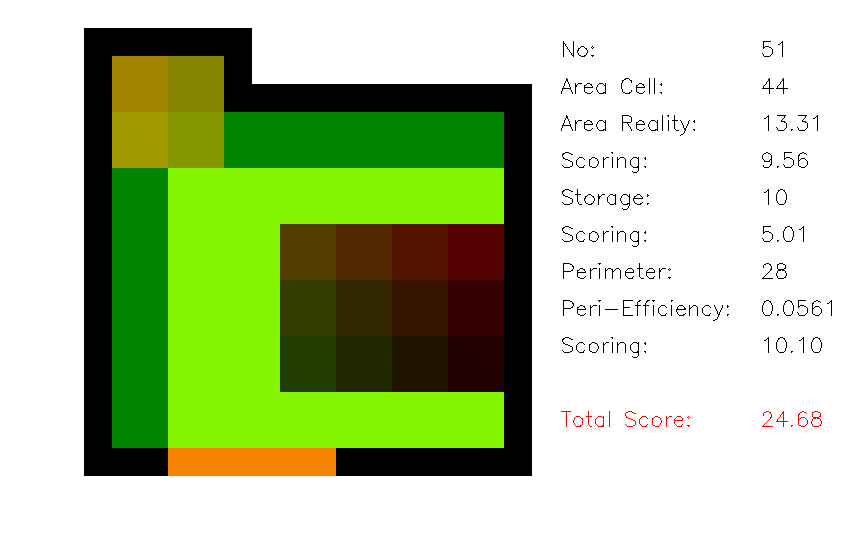 No: 51
Area Cell: 44
Area Reality: 13.31
Scoring: 9.56
Storage: 10
Scoring: 5.01
Perimeter: 28
Peri-Efficiency: 0.0561
Scoring: 10.10
Total Score: 24.68